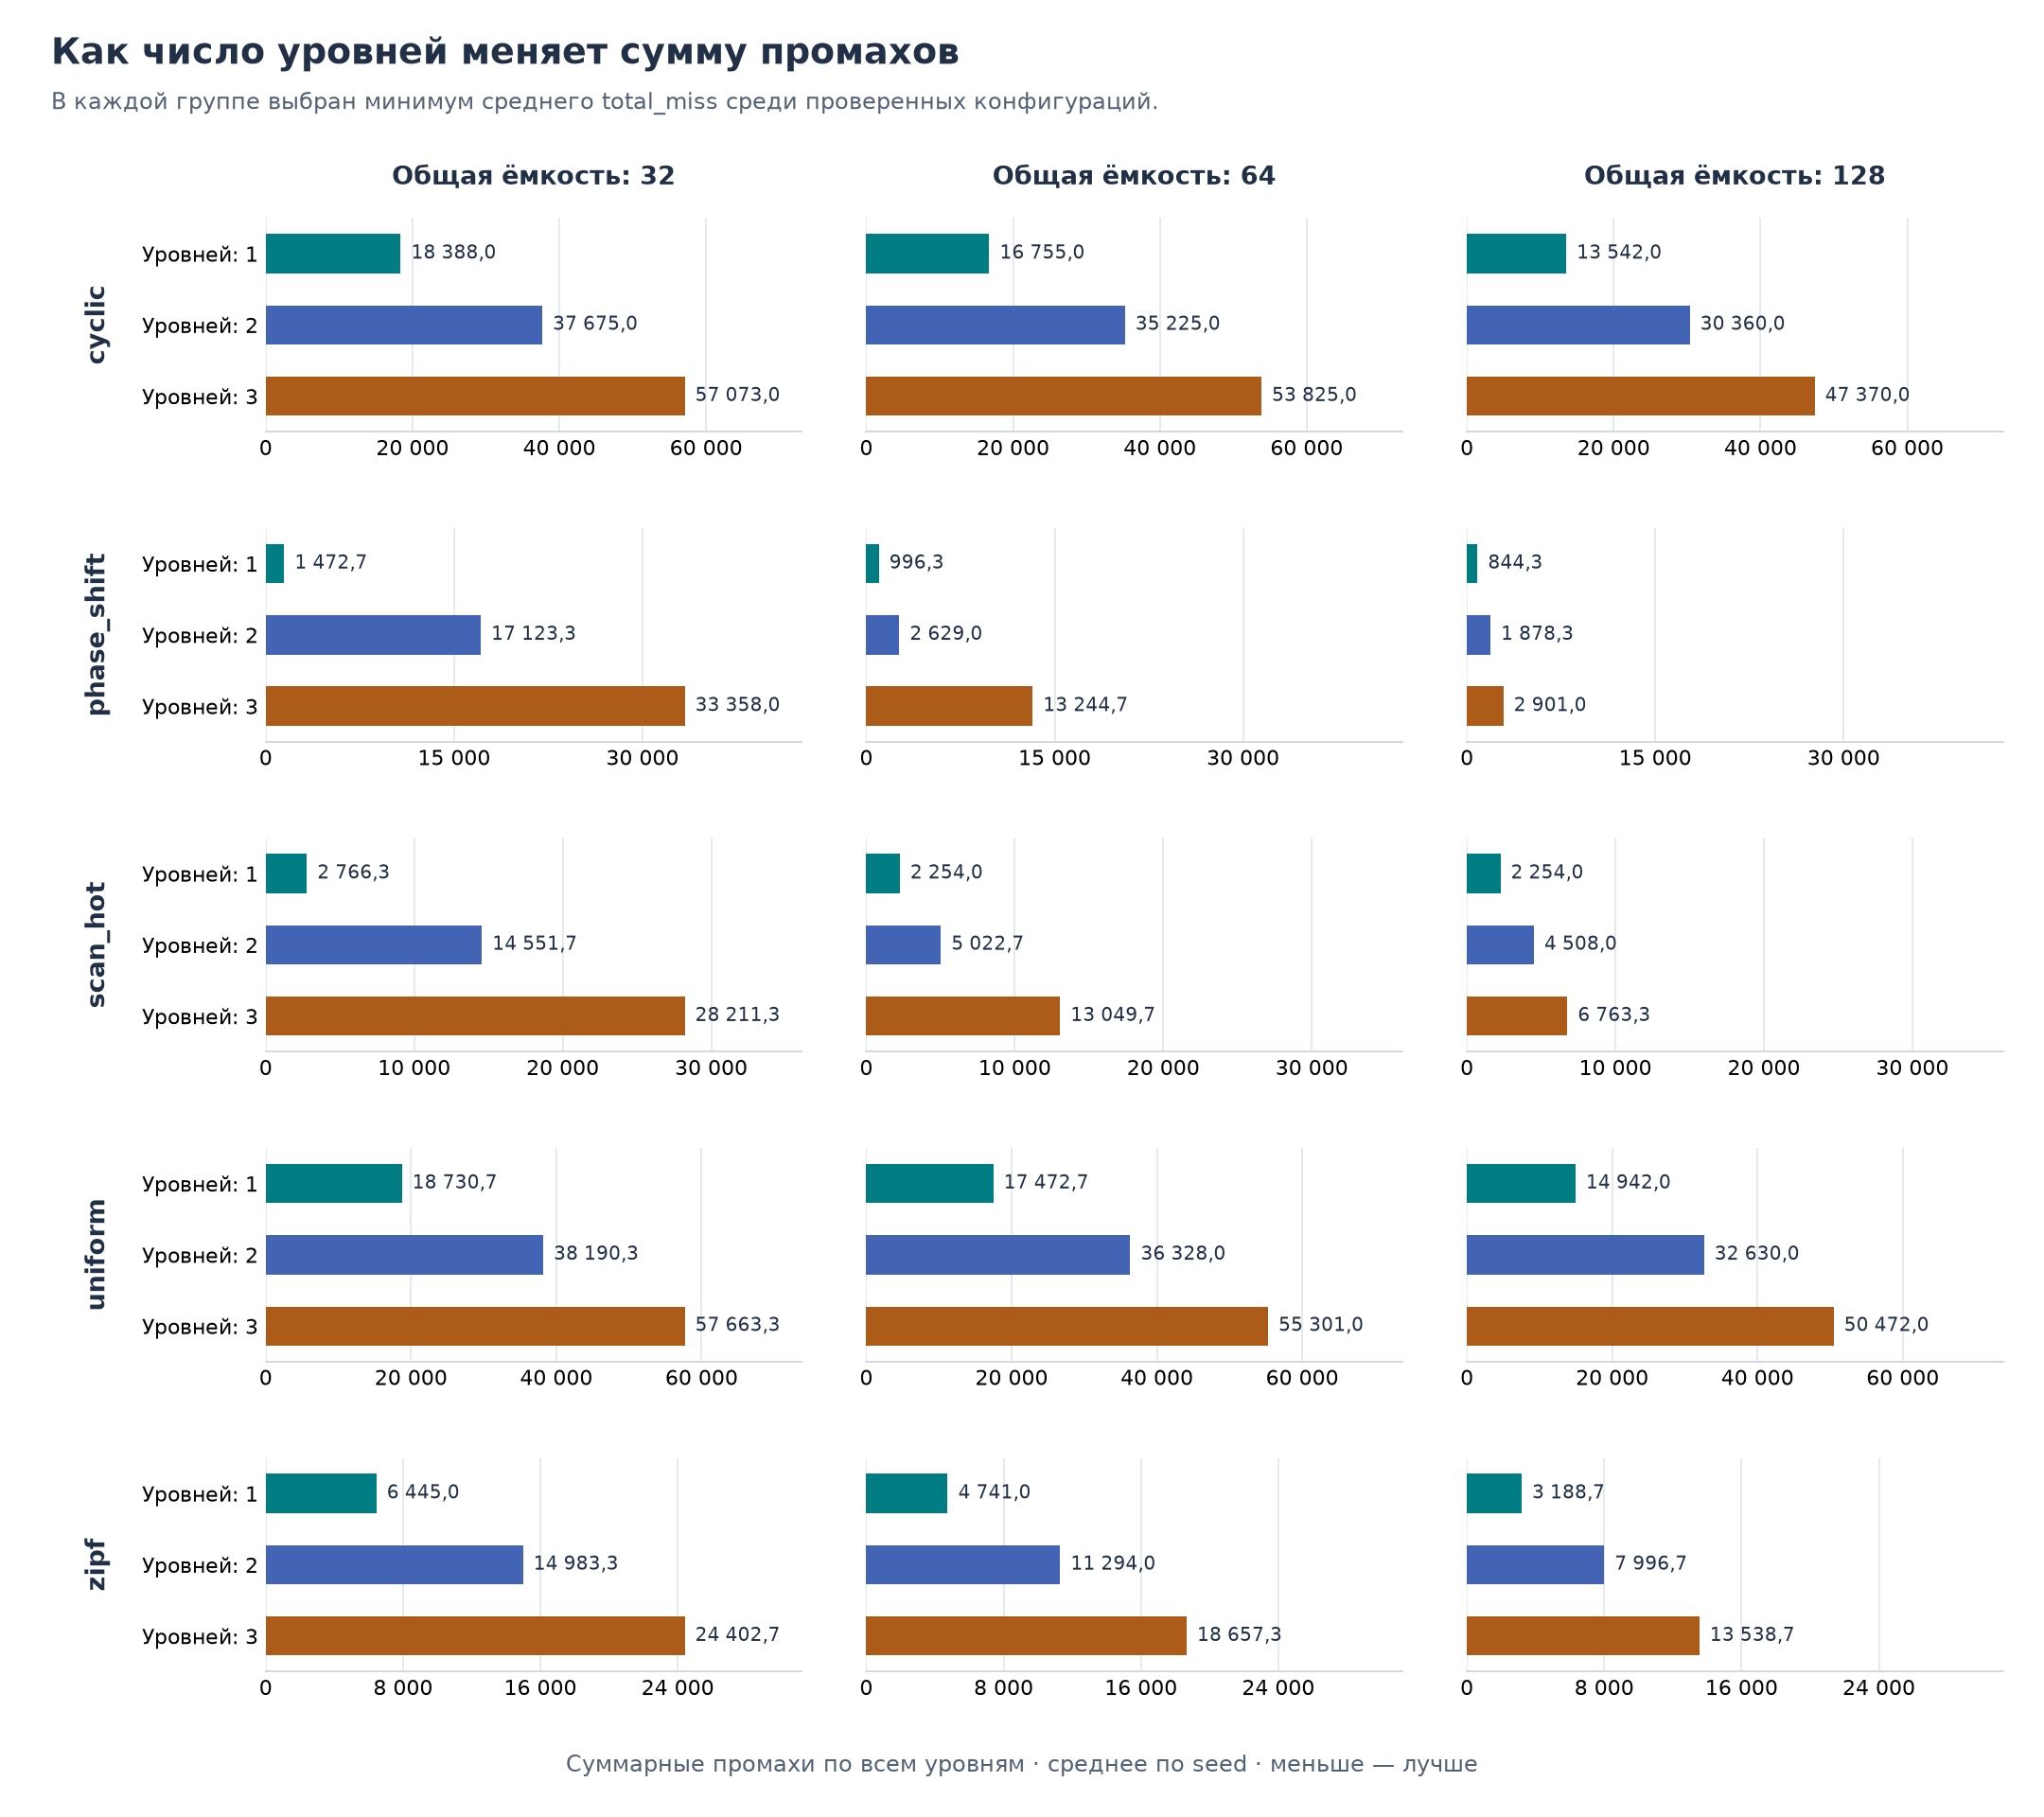 Как число уровней меняет сумму промахов
В каждой группе выбран минимум среднего total_miss среди проверенных конфигураций.
Общая ёмкость: 32
Общая ёмкость: 64
Общая ёмкость: 128
cyclic
Уровней: 1
18 388,0
16 755,0
13 542,0
Уровней: 2
37 675,0
35 225,0
30 360,0
Уровней: 3
57 073,0
53 825,0
47 370,0
0 20 000 40 000 60 000
0 20 000 40 000 60 000
0 20 000 40 000 60 000
phase_shift
Уровней: 1
1 472,7
996,3
844,3
Уровней: 2
17 123,3
2 629,0
1 878,3
Уровней: 3
33 358,0
13 244,7
2 901,0
0 15 000 30 000
0 15 000 30 000
0 15 000 30 000
scan_hot
Уровней: 1
2 766,3
2 254,0
2 254,0
Уровней: 2
14 551,7
5 022,7
4 508,0
Уровней: 3
28 211,3
13 049,7
6 763,3
0 10 000 20 000 30 000
0 10 000 20 000 30 000
0 10 000 20 000 30 000
uniform
Уровней: 1
18 730,7
17 472,7
14 942,0
Уровней: 2
38 190,3
36 328,0
32 630,0
Уровней: 3
57 663,3
55 301,0
50 472,0
0 20 000 40 000 60 000
0 20 000 40 000 60 000
0 20 000 40 000 60 000
zipf
Уровней: 1
6 445,0
4 741,0
3 188,7
Уровней: 2
14 983,3
11 294,0
7 996,7
Уровней: 3
24 402,7
18 657,3
13 538,7
0 8 000 16 000 24 000
0 8 000 16 000 24 000
0 8 000 16 000 24 000
Суммарные промахи по всем уровням · среднее по seed · меньше — лучше